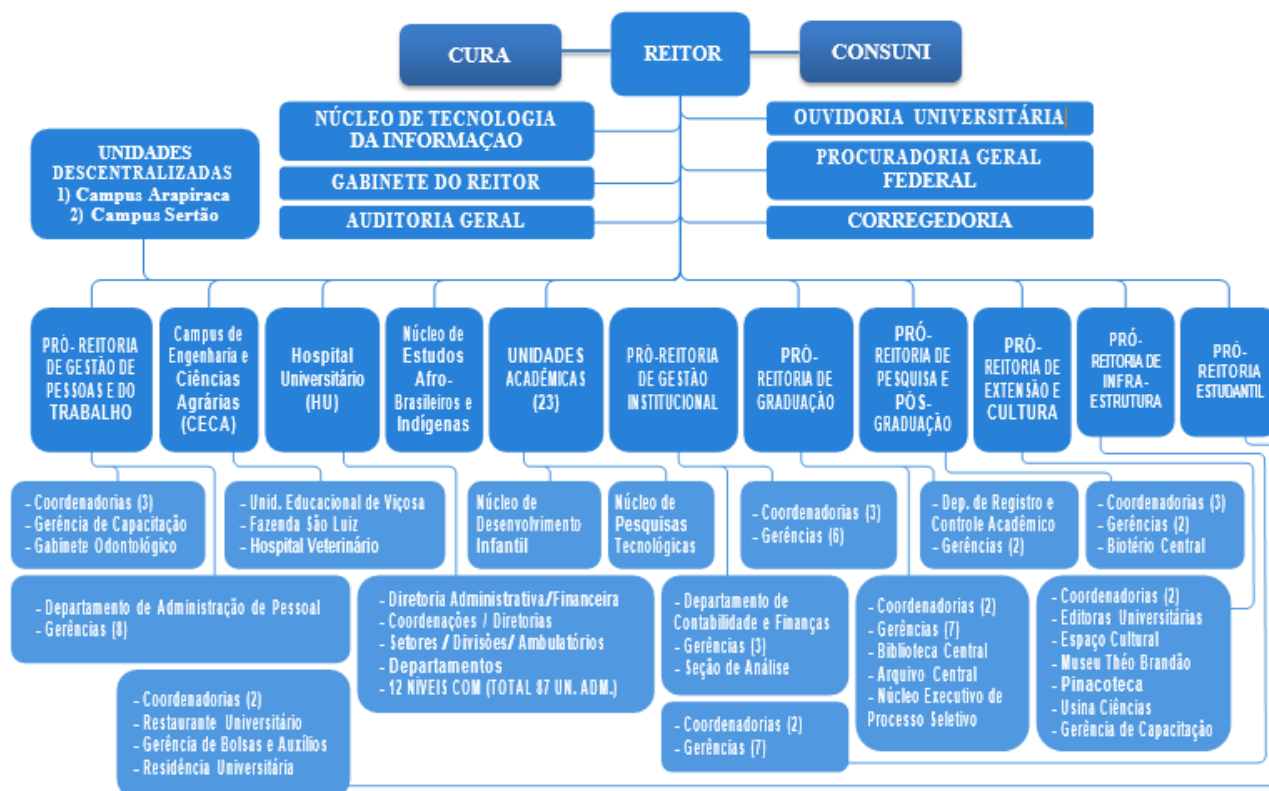 CURA
REITOR
CONSUNI
NÚCLEO DE TECNOLOGIA
DA INFORMAÇAO
OUVIDORIA UNIVERSITÁRIA
UNIDADES
DESCENTRALIZADAS
1) Campus Arapiraca
2) Campus Sertão
GABINETE DO REITOR
PROCURADORIA GERAL
FEDERAL
AUDITORIA GERAL
CORREGEDORIA
PRÒ- REITORIA
DE GESTÃO DE
PESSOAS E DO
TRABALHO
Campus de
Engenharia e
Ciências
Agrárias
(CECA)
Hospital
Universitário
(HU)
Núcleo de
Estudos
Afro-
Brasileiros e
Indígenas
UNIDADES
ACADÉMICAS
(23)
PRÓ-REITORIA
DE GESTÃO
INSTITUCIONAL
PRÓ-
REITORIA DE
GRADUAÇÃO
PRÓ-
REITORIA DE
PESQUISA E
PÓS-
GRADUAÇÃO
PRÓ-
REITORIA DE
EXTENSÃO E
CULTURA
PRÓ-
REITORIA DE
INFRA-
ESTRUTURA
PRÓ-
REITORIA
ESTUDANTIL
- Coordenadorias (3)
- Gerência de Capacitação
- Gabinete Odontológico
- Unid. Educacional de Viçosa
- Fazenda São Luiz
- Hospital Veterinário
Núcleo de
Desenvolvimento
Infantil
Núcleo de
Pesquisas
Tecnológicas
- Coordenadorias (3)
- Gerências (6)
- Dep. de Registro e
Controle Acadêmico
- Gerências (2)
- Coordenadorias (3)
- Gerências (2)
- Biotério Central
- Departamento de Administração de Pessoal
- Gerências (8)
- Diretoria Administrativa/Financeira
- Coordenações / Diretorias
- Setores / Divisões/ Ambulatórios
- Departamentos
- 12 NÍVEIS COM (TOTAL 87 UN. ADM.)
- Departamento de
Contabilidade e Finanças
- Gerências (3)
- Seção de Análise
- Coordenadorias (2)
- Gerências (7)
- Biblioteca Central
- Arquivo Central
- Núcleo Executivo de
Processo Seletivo
- Coordenadorias (2)
- Editoras Universitárias
- Espaço Cultural
- Museu Théo Brandão
- Pinacoteca
- Usina Ciências
- Gerência de Capacitação
- Coordenadorias (2)
- Restaurante Universitário
- Gerência de Bolsas e Auxílios
- Residência Universitária
- Coordenadorias (2)
- Gerências (7)